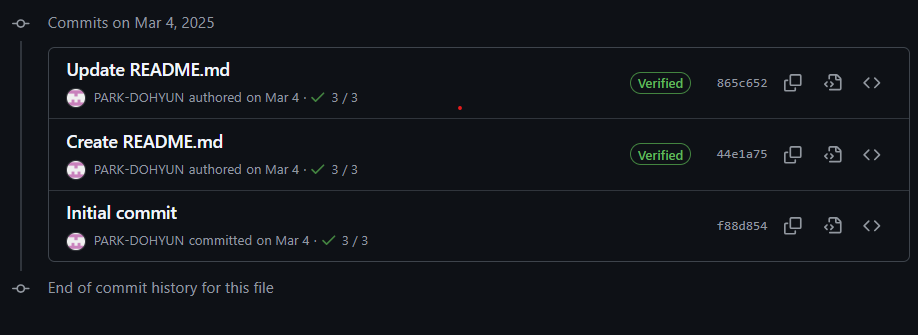 Commits on Mar 4, 2025
Update README.md
Verified 865c652
PARK-DOHYUN authored on Mar 4 · 3 / 3
Create README.md
Verified 44e1a75
PARK-DOHYUN authored on Mar 4 · 3 / 3
Initial commit
f88d854
PARK-DOHYUN committed on Mar 4 · 3 / 3
End of commit history for this file